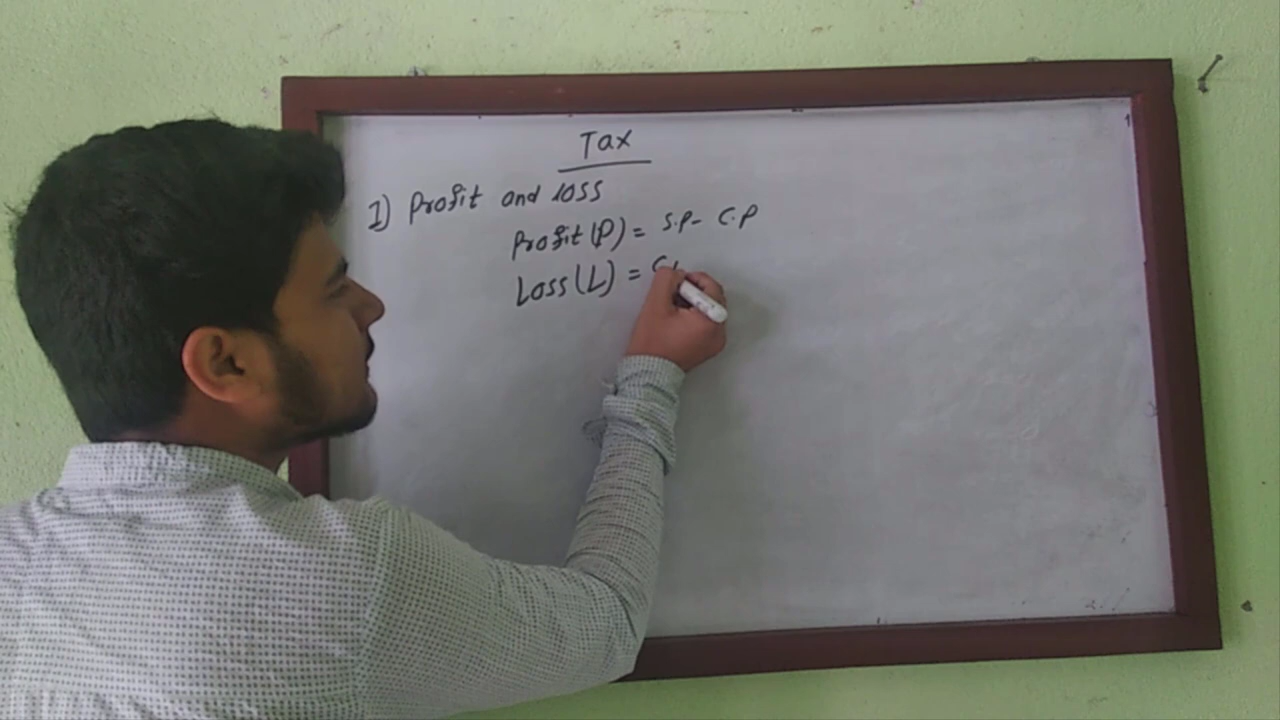 Tax
1) Profit and loss
Profit (P) = S.P - C.P
Loss (L) =